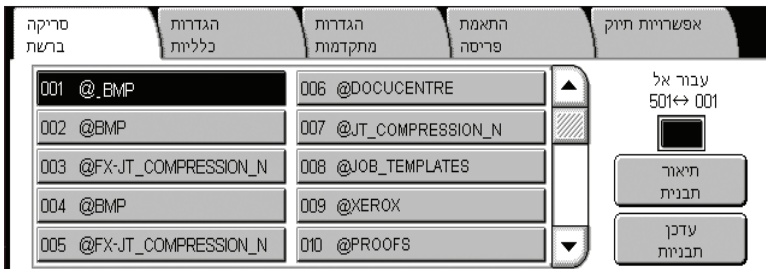 סריקה
ברשת
הגדרות
כלליות
הגדרות
מתקדמות
התאמת
פריסה
אפשרויות תיוק
001 @_BMP
002 @BMP
003 @FX-JT_COMPRESSION_N
004 @BMP
005 @FX-JT_COMPRESSION_N
006 @DOCUCENTRE
007 @JT_COMPRESSION_N
008 @JOB_TEMPLATES
009 @XEROX
010 @PROOFS
עבור אל
501↔001
תיאור
תבנית
עדכן
תבניות